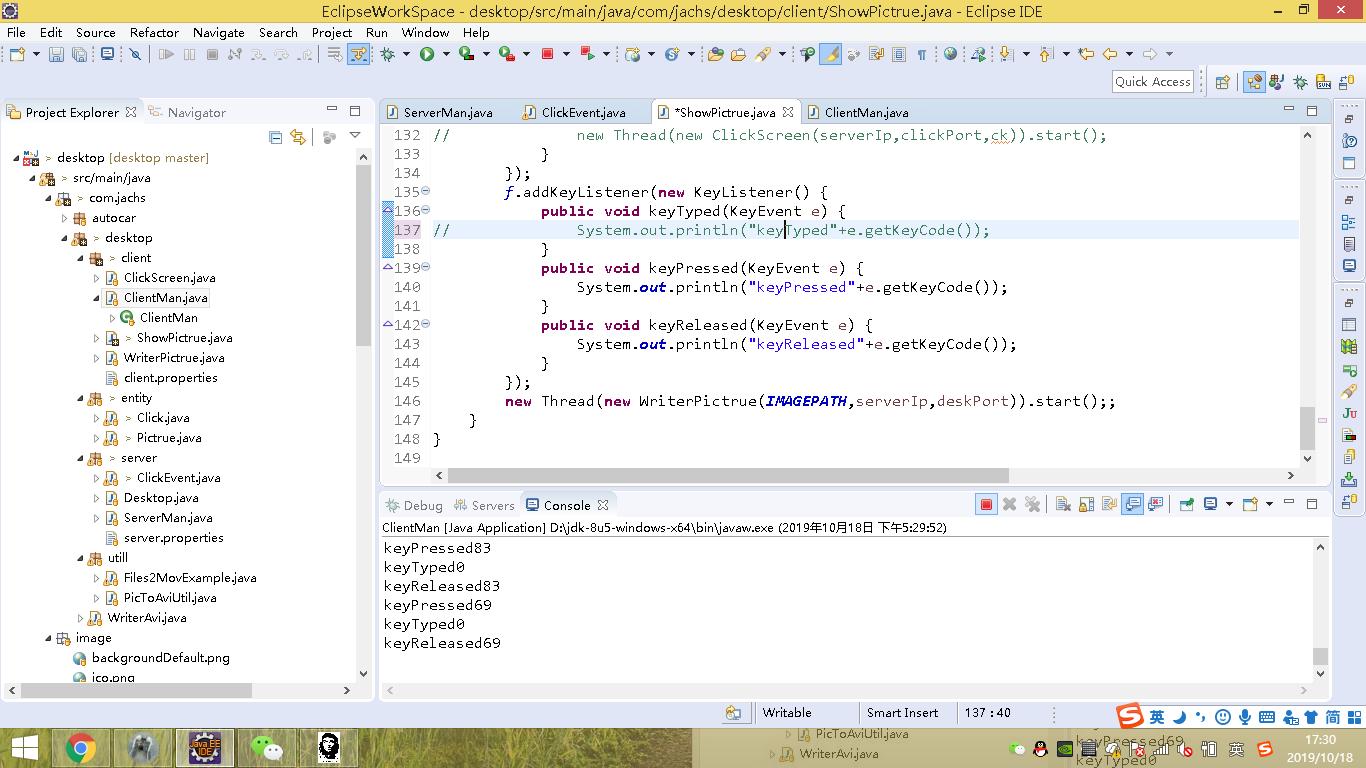 EclipseWorkSpace - desktop/src/main/java/com/jachs/desktop/client/ShowPictrue.java - Eclipse IDE
File Edit Source Refactor Navigate Search Project Run Window Help
Quick Access
Project Explorer Navigator
ServerMan.java ClickEvent.java *ShowPictrue.java ClientMan.java
> desktop [desktop master]
> src/main/java
> com.jachs
autocar
> desktop
> client
ClickScreen.java
ClientMan.java
ClientMan
> ShowPictrue.java
WriterPictrue.java
client.properties
> entity
> Click.java
> Pictrue.java
> server
> ClickEvent.java
Desktop.java
ServerMan.java
server.properties
utill
Files2MovExample.java
PicToAviUtil.java
WriterAvi.java
image
backgroundDefault.png
ico.png
132 // new Thread(new ClickScreen(serverIp,clickPort,ck)).start();
133 }
134 });
135 f.addKeyListener(new KeyListener() {
136 public void keyTyped(KeyEvent e) {
137 // System.out.println("keyTyped"+e.getKeyCode());
138 }
139 public void keyPressed(KeyEvent e) {
140 System.out.println("keyPressed"+e.getKeyCode());
141 }
142 public void keyReleased(KeyEvent e) {
143 System.out.println("keyReleased"+e.getKeyCode());
144 }
145 });
146 new Thread(new WriterPictrue(IMAGEPATH,serverIp,deskPort)).start();;
147 }
148 }
149
Debug Servers Console
ClientMan [Java Application] D:\jdk-8u5-windows-x64\bin\javaw.exe (2019年10月18日 下午5:29:52)
keyPressed83
keyTyped0
keyReleased83
keyPressed69
keyTyped0
keyReleased69
Writable Smart Insert 137 : 40
英 简
Java EE
IDE
PicToAviUtil.java
WriterAvi.java
keyPressed69
keyTyped0
英
17:30
2019/10/18